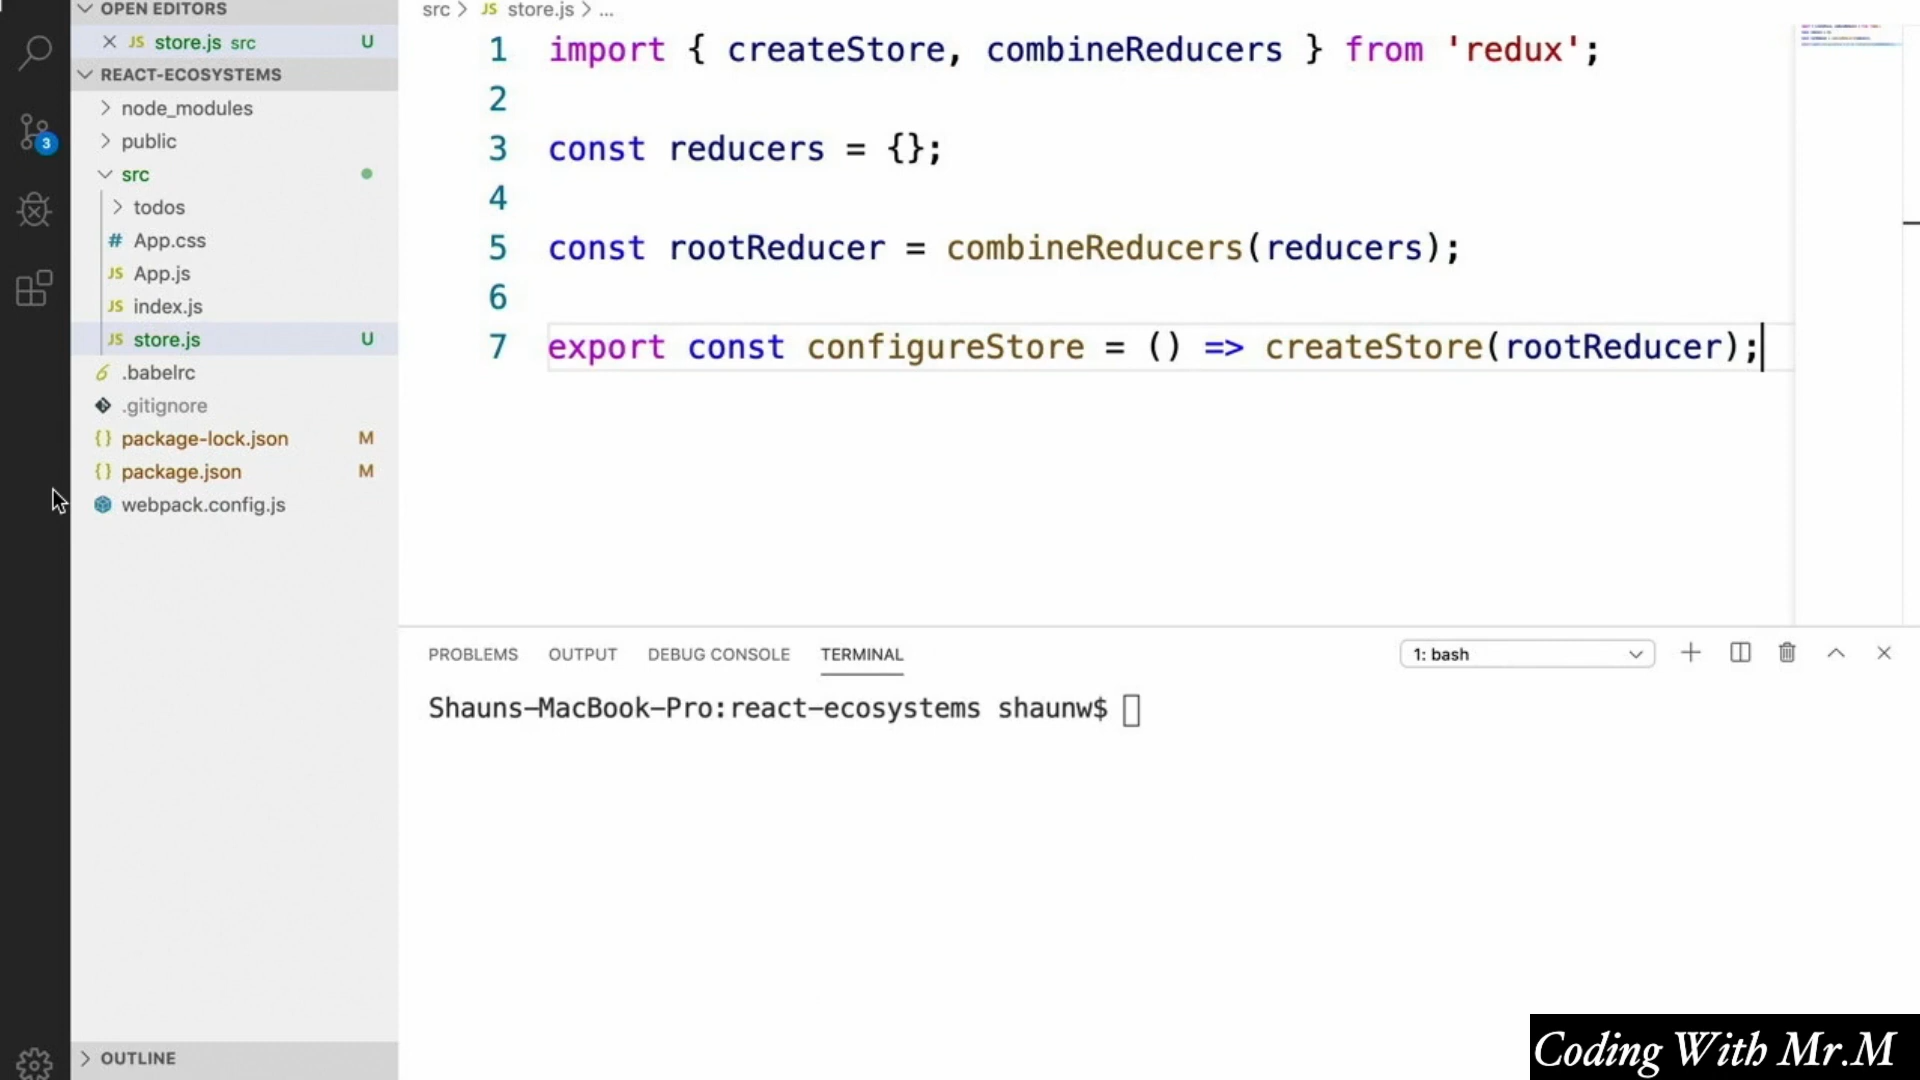 OPEN EDITORS
JS store.js src U
REACT-ECOSYSTEMS
node_modules
public
src
todos
# App.css
JS App.js
JS index.js
JS store.js U
.babelrc
.gitignore
{} package-lock.json M
{} package.json M
webpack.config.js
OUTLINE
3
src > JS store.js > ...
1 import { createStore, combineReducers } from 'redux';
2
3 const reducers = {};
4
5 const rootReducer = combineReducers(reducers);
6
7 export const configureStore = () => createStore(rootReducer);
PROBLEMS OUTPUT DEBUG CONSOLE TERMINAL 1: bash
Shauns-MacBook-Pro:react-ecosystems shaunw$
Coding With Mr.M